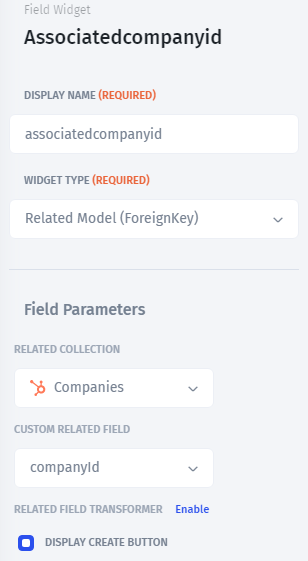 Field Widget
Associatedcompanyid
DISPLAY NAME (REQUIRED)
associatedcompanyid
WIDGET TYPE (REQUIRED)
Related Model (ForeignKey)
Field Parameters
RELATED COLLECTION
Companies
CUSTOM RELATED FIELD
companyId
RELATED FIELD TRANSFORMER Enable
DISPLAY CREATE BUTTON